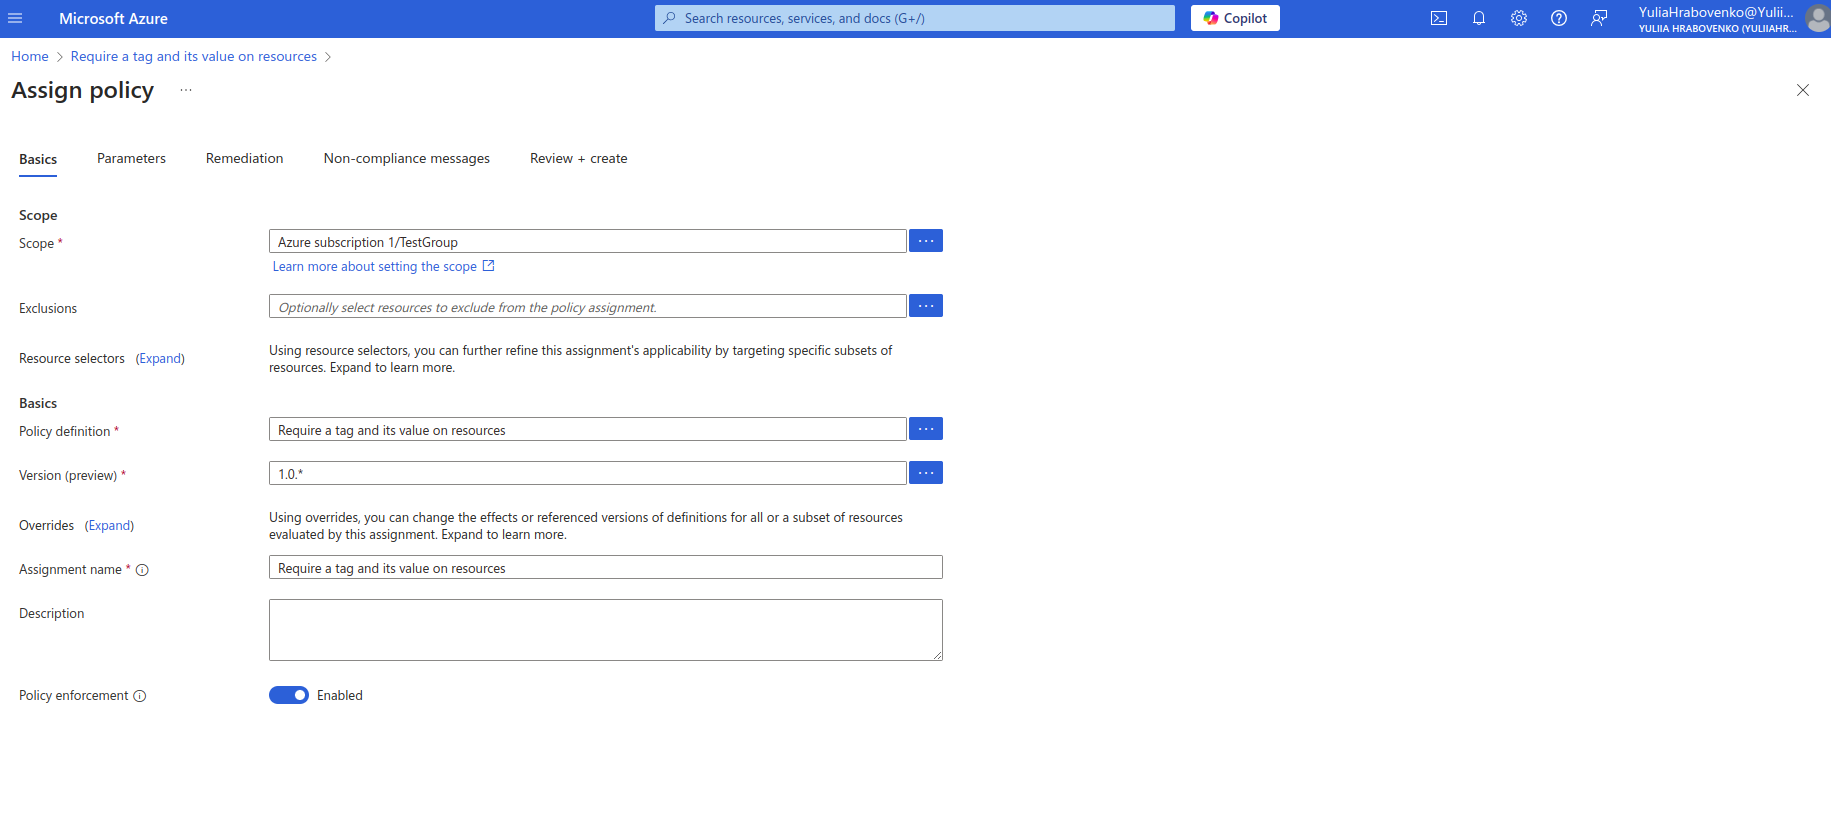 Microsoft Azure
Search resources, services, and docs (G+/)
Copilot
YuliaHrabovenko@Yulii...
YULIIA HRABOVENKO (YULIIAHR...
Home > Require a tag and its value on resources >
Assign policy ...
Basics
Parameters
Remediation
Non-compliance messages
Review + create
Scope
Scope *
Azure subscription 1/TestGroup
Learn more about setting the scope
Exclusions
Optionally select resources to exclude from the policy assignment.
Resource selectors (Expand)
Using resource selectors, you can further refine this assignment's applicability by targeting specific subsets of
resources. Expand to learn more.
Basics
Policy definition *
Require a tag and its value on resources
Version (preview) *
1.0.*
Overrides (Expand)
Using overrides, you can change the effects or referenced versions of definitions for all or a subset of resources
evaluated by this assignment. Expand to learn more.
Assignment name *
Require a tag and its value on resources
Description
Policy enforcement
Enabled